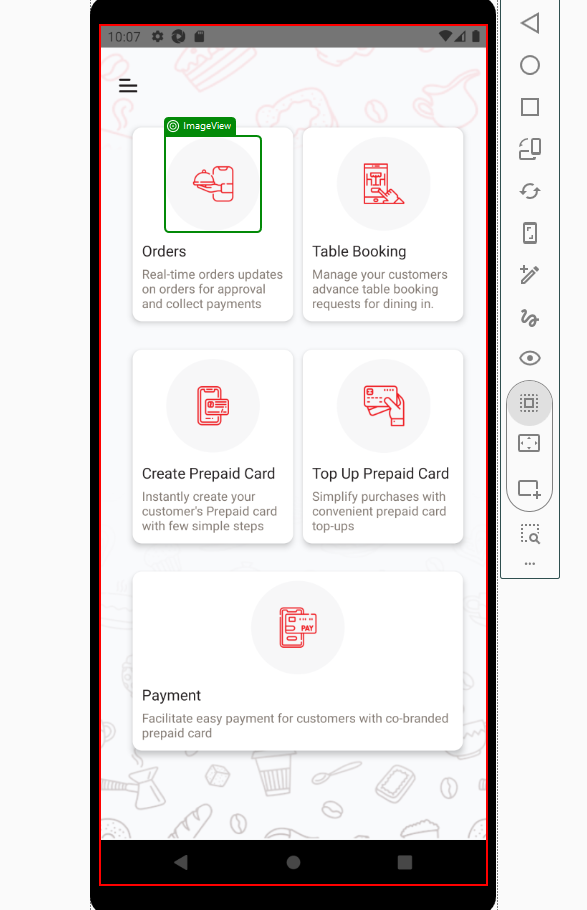 10:07
ImageView
Orders
Real-time orders updates
on orders for approval
and collect payments
Table Booking
Manage your customers
advance table booking
requests for dining in.
Create Prepaid Card
Instantly create your
customer's Prepaid card
with few simple steps
Top Up Prepaid Card
Simplify purchases with
convenient prepaid card
top-ups
PAY
Payment
Facilitate easy payment for customers with co-branded
prepaid card